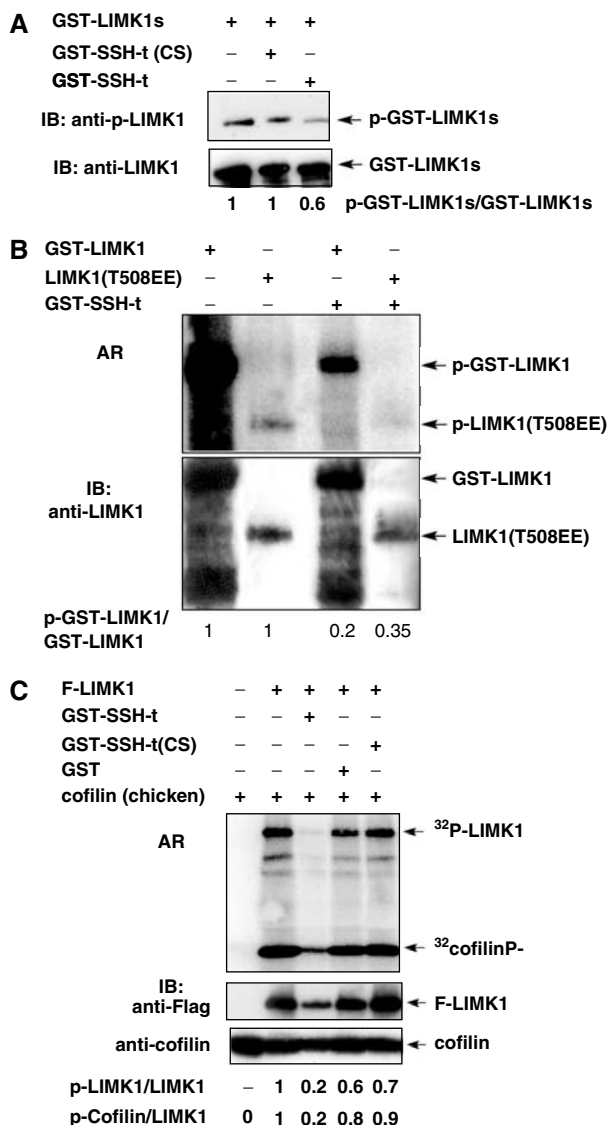 A
GST-LIMK1s + + +
GST-SSH-t (CS) – + –
GST-SSH-t – – +
IB: anti-p-LIMK1 p-GST-LIMK1s
IB: anti-LIMK1 GST-LIMK1s
1 1 0.6 p-GST-LIMK1s/GST-LIMK1s
B
GST-LIMK1 + – + –
LIMK1(T508EE) – + – +
GST-SSH-t – – + +
AR p-GST-LIMK1
p-LIMK1(T508EE)
IB: GST-LIMK1
anti-LIMK1
LIMK1(T508EE)
p-GST-LIMK1/
GST-LIMK1 1 1 0.2 0.35
C
F-LIMK1 – + + + +
GST-SSH-t – – + – –
GST-SSH-t(CS) – – – – +
GST – – – + –
cofilin (chicken) + + + + +
AR ³²P-LIMK1
³²cofilinP-
IB:
anti-Flag F-LIMK1
anti-cofilin cofilin
p-LIMK1/LIMK1 – 1 0.2 0.6 0.7
p-Cofilin/LIMK1 0 1 0.2 0.8 0.9